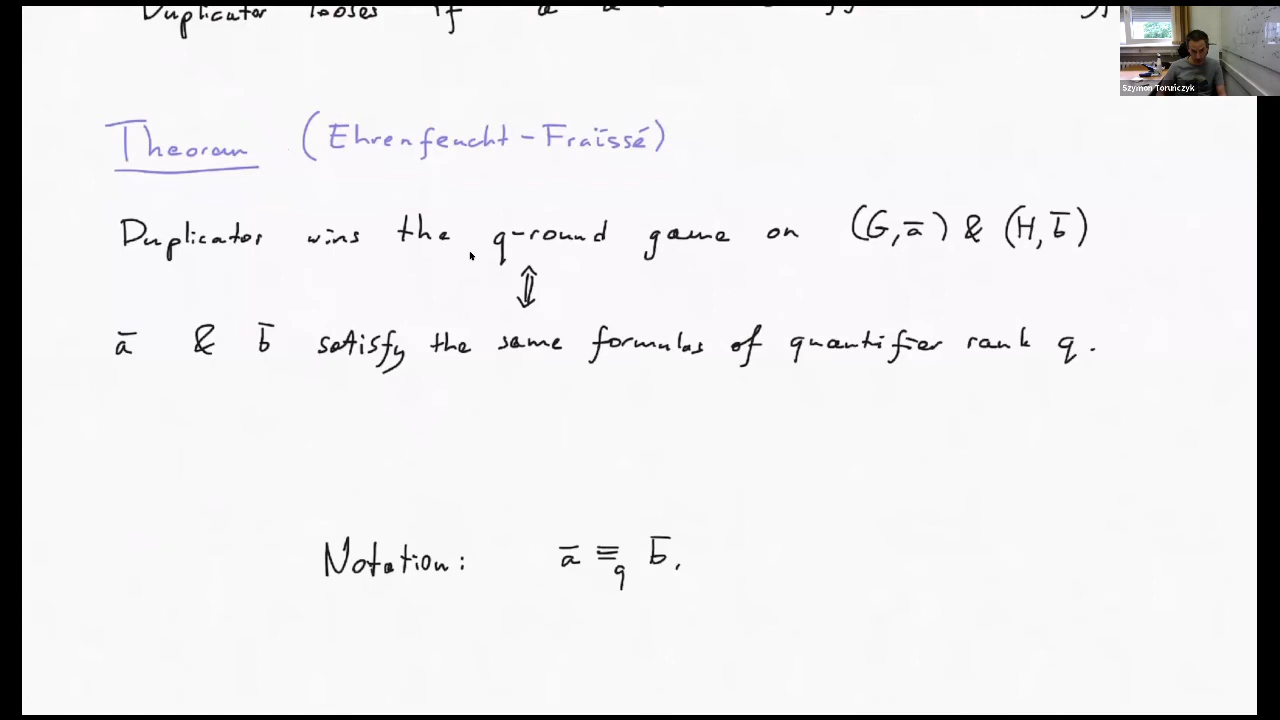 Duplicator looses if
Szymon Toruńczyk
Theorem (Ehrenfeucht-Fraïssé)
Duplicator wins the q-round game on (G, ā) & (H, b̄)
⇕
ā & b̄ satisfy the same formulas of quantifier rank q.
Notation: ā ≡_q b̄.